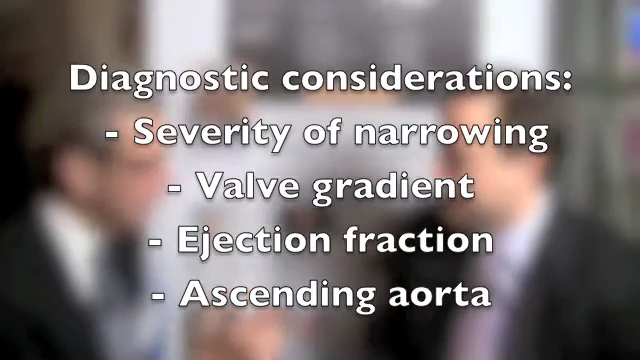 Diagnostic considerations:
- Severity of narrowing
- Valve gradient
- Ejection fraction
- Ascending aorta